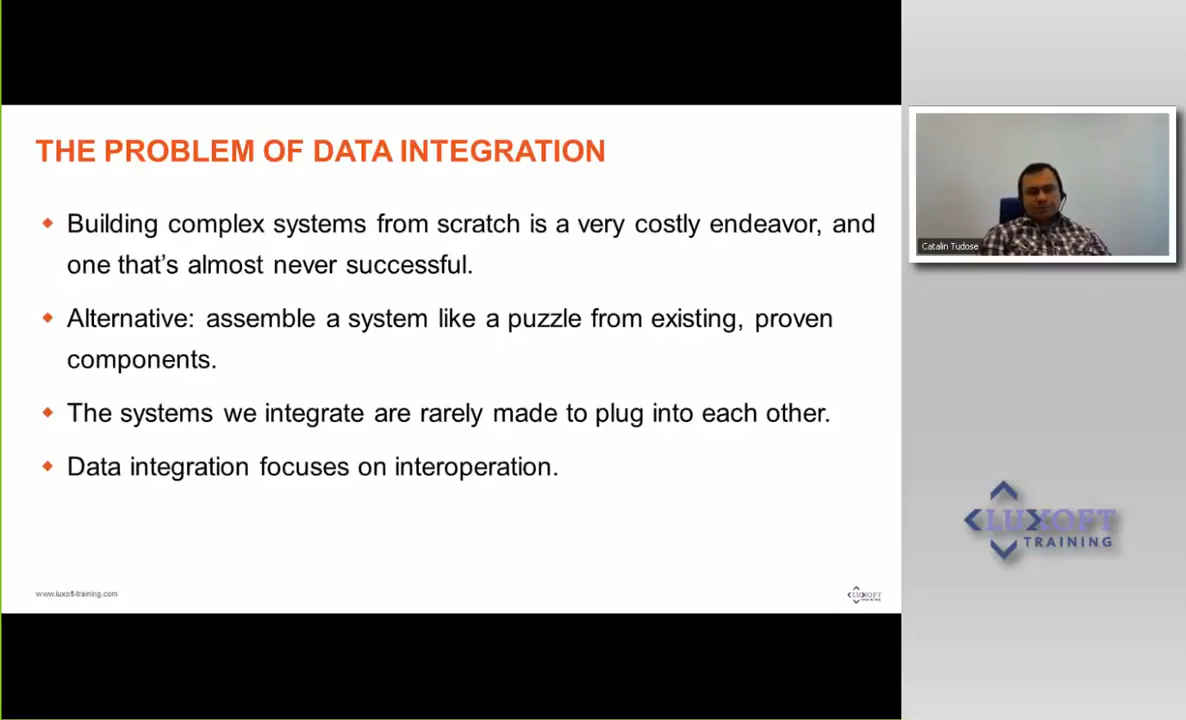 THE PROBLEM OF DATA INTEGRATION
Building complex systems from scratch is a very costly endeavor, and
one that's almost never successful.
Alternative: assemble a system like a puzzle from existing, proven
components.
The systems we integrate are rarely made to plug into each other.
Data integration focuses on interoperation.
www.luxoft-training.com
LUXOFT
TRAINING
Catalin Tudose
LUXOFT
TRAINING